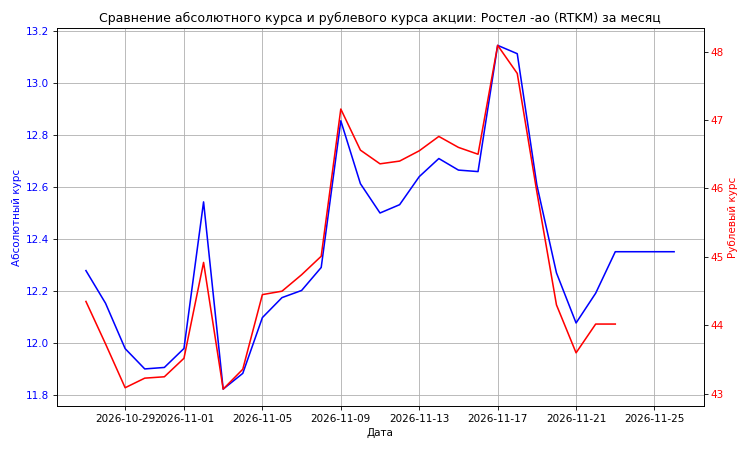 Сравнение абсолютного курса и рублевого курса акции: Ростел -ао (RTKM) за месяц
Абсолютный курс
13.2
13.0
12.8
12.6
12.4
12.2
12.0
11.8
48
47
46
45
44
43
Рублевый курс
2026-10-29 2026-11-01 2026-11-05 2026-11-09 2026-11-13 2026-11-17 2026-11-21 2026-11-25
Дата